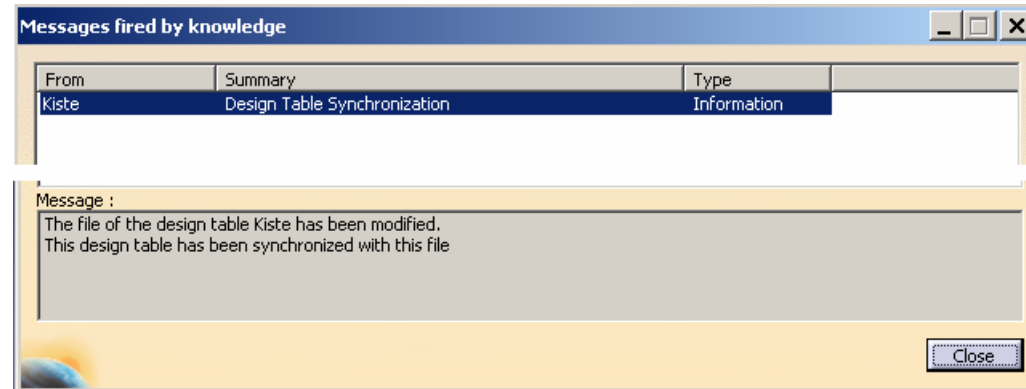 Messages fired by knowledge
From Summary Type
Kiste Design Table Synchronization Information
Message :
The file of the design table Kiste has been modified.
This design table has been synchronized with this file
Close